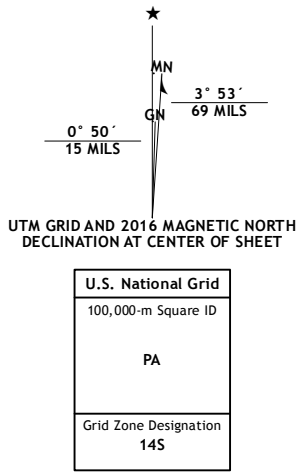 ★
MN
GN
3° 53´
69 MILS
0° 50´
15 MILS
UTM GRID AND 2016 MAGNETIC NORTH
DECLINATION AT CENTER OF SHEET
U.S. National Grid
100,000-m Square ID
PA
Grid Zone Designation
14S